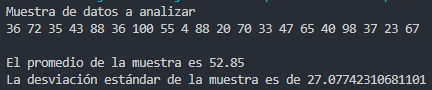 Muestra de datos a analizar
36 72 35 43 88 36 100 55 4 88 20 70 33 47 65 40 98 37 23 67
El promedio de la muestra es 52.85
La desviación estándar de la muestra es de 27.07742310681101